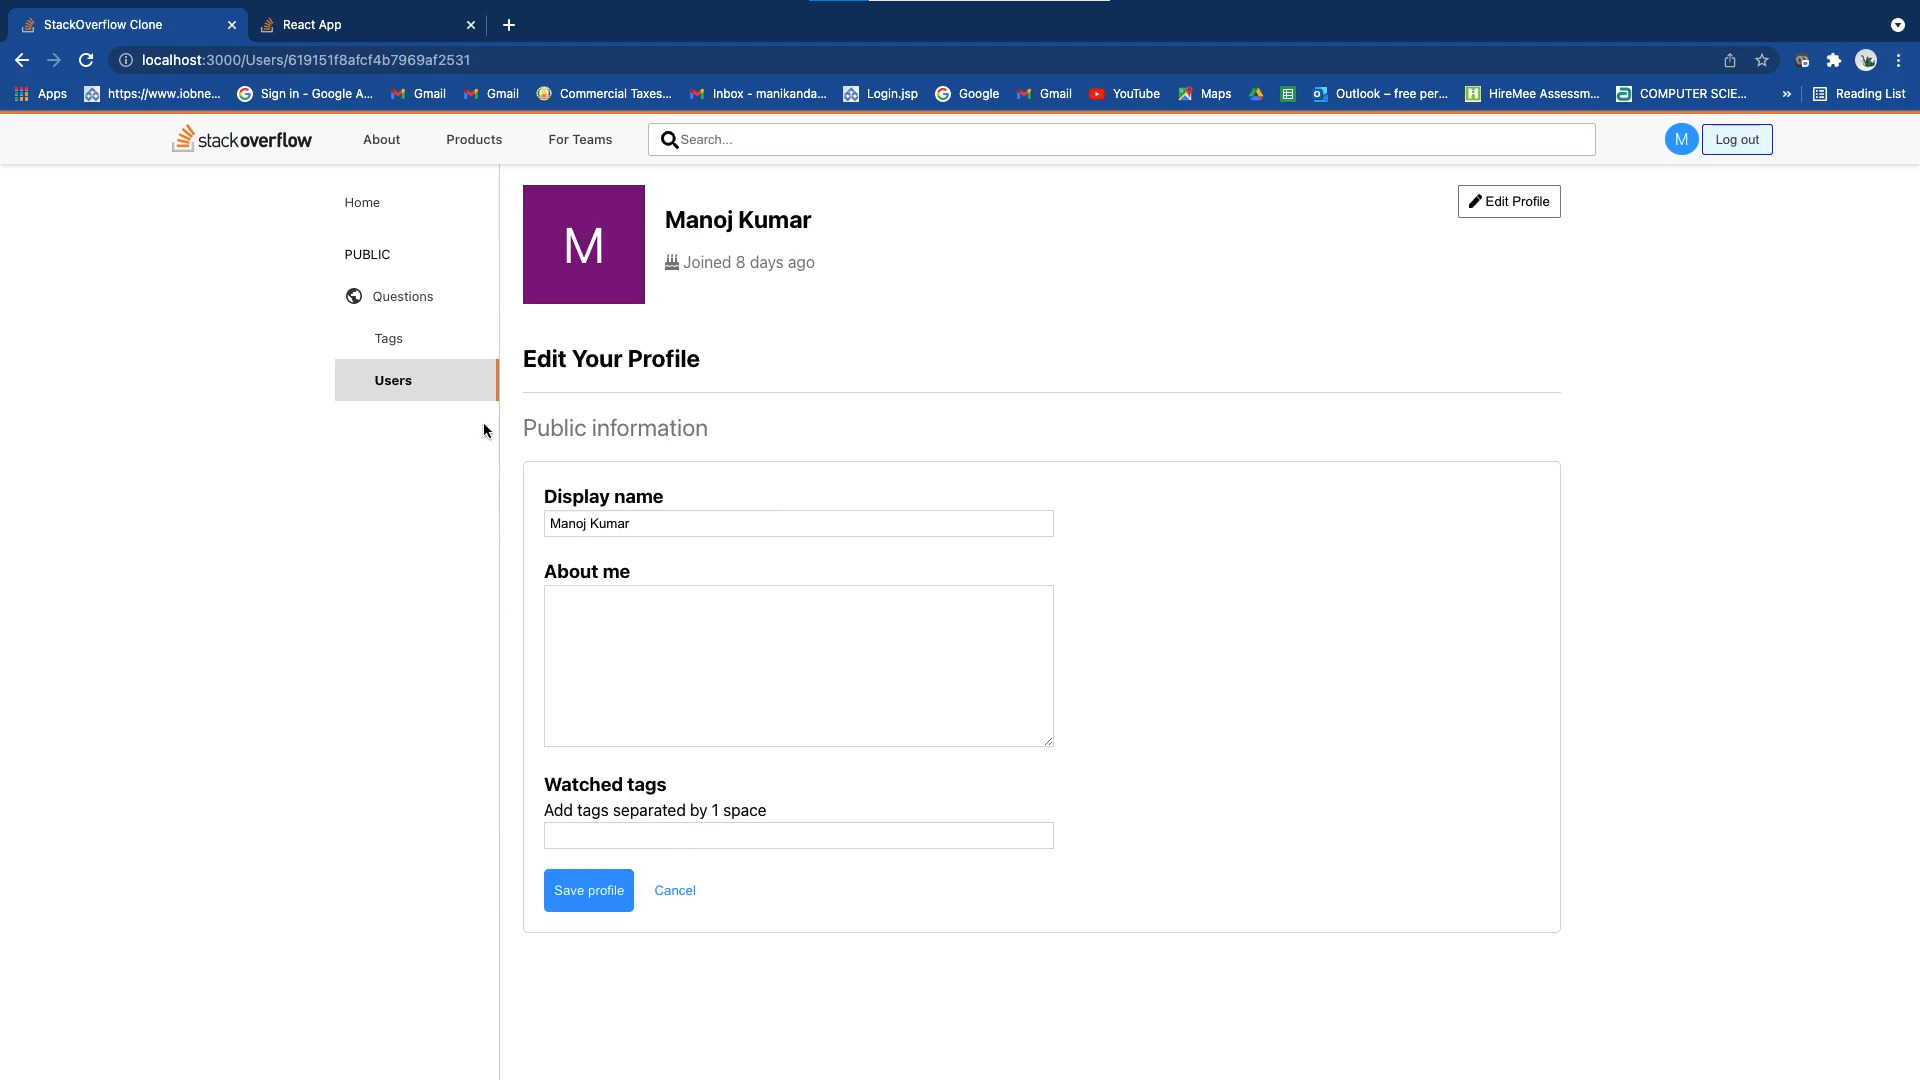 StackOverflow Clone
React App
localhost:3000/Users/619151f8afcf4b7969af2531
Apps
https://www.iobne...
Sign in - Google A...
Gmail
Gmail
Commercial Taxes...
Inbox - manikanda...
Login.jsp
Google
Gmail
YouTube
Maps
Outlook – free per...
HireMee Assessm...
COMPUTER SCIE...
»
Reading List
stackoverflow
About
Products
For Teams
Search...
M
Log out
Home
PUBLIC
Questions
Tags
Users
M
Manoj Kumar
Joined 8 days ago
Edit Profile
Edit Your Profile
Public information
Display name
Manoj Kumar
About me
Watched tags
Add tags separated by 1 space
Save profile
Cancel